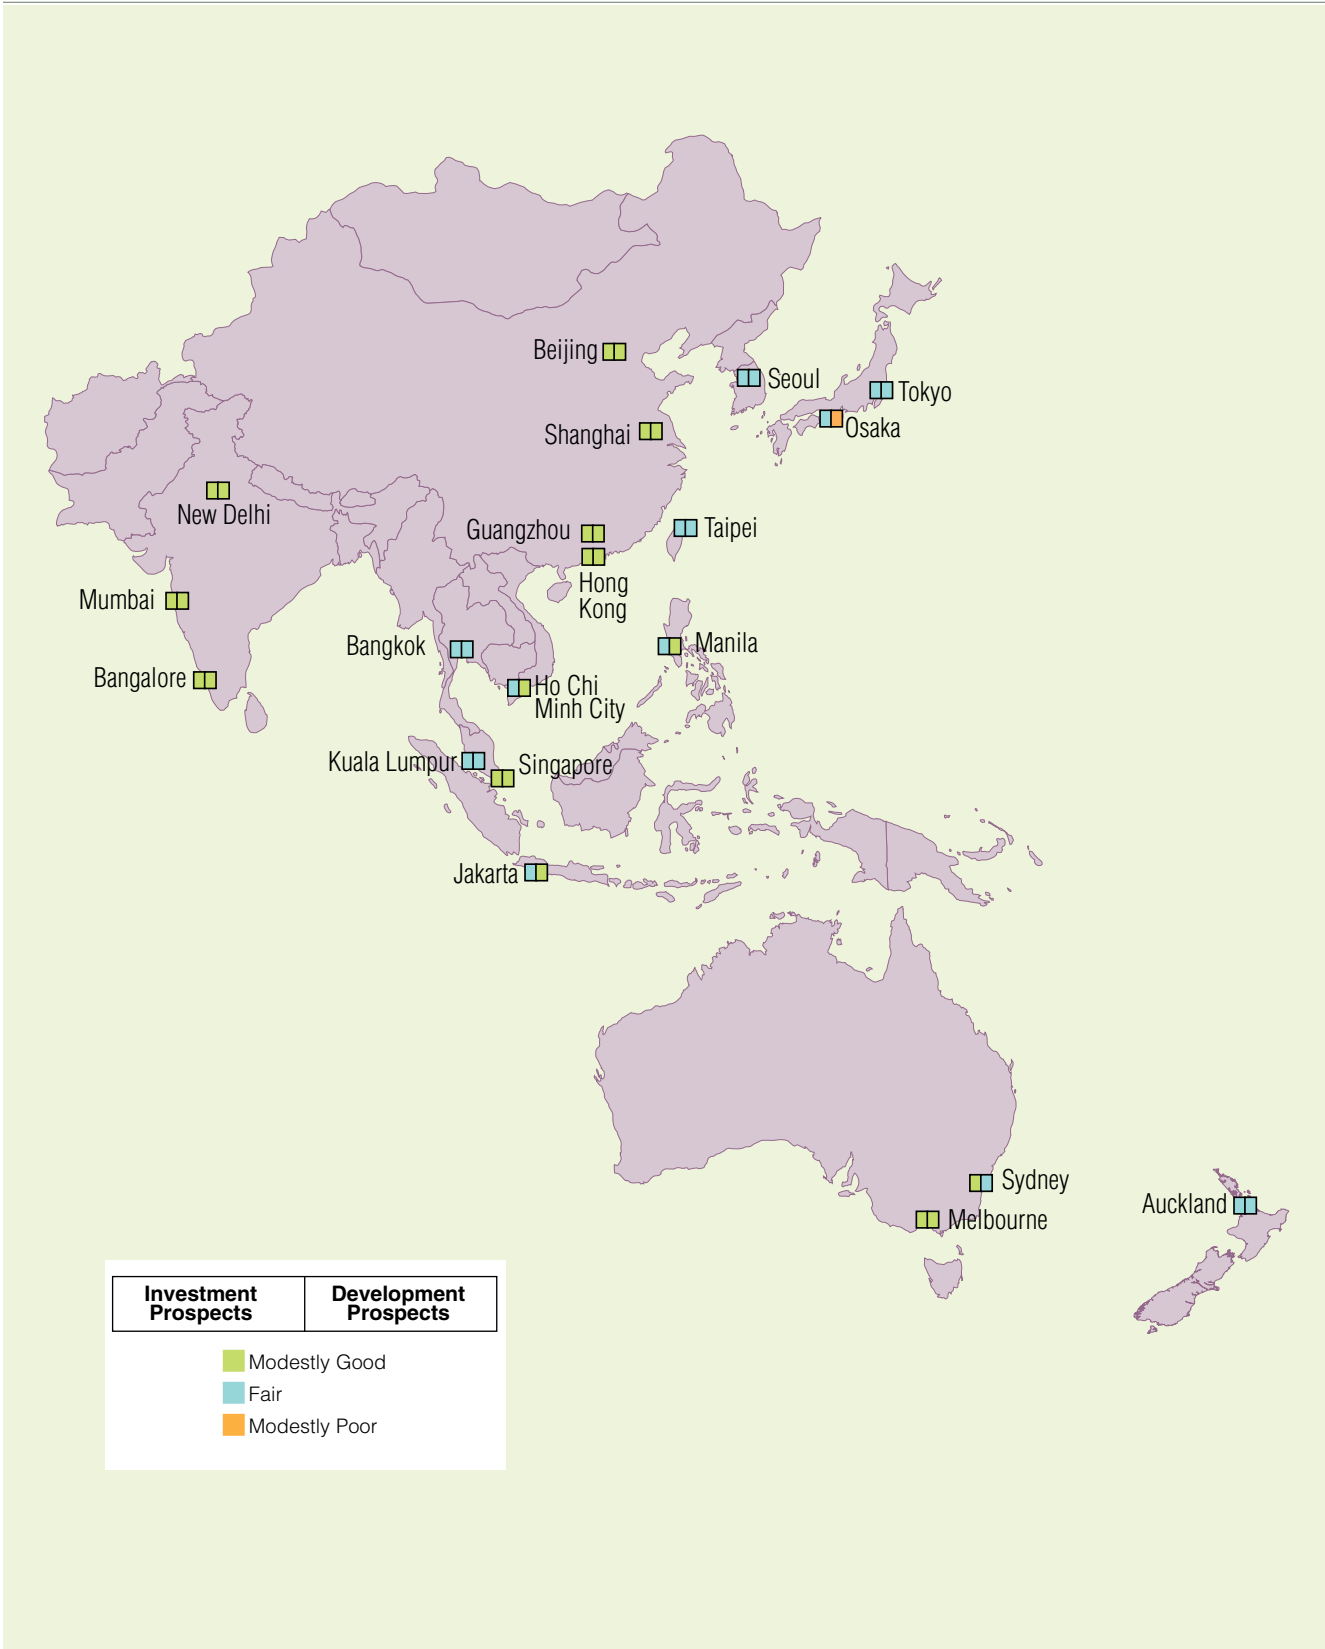 Beijing
Seoul
Tokyo
Osaka
Shanghai
New Delhi
Guangzhou
Taipei
Hong
Kong
Mumbai
Bangkok
Manila
Bangalore
Ho Chi
Minh City
Kuala Lumpur
Singapore
Jakarta
Sydney
Auckland
Melbourne
Investment
Prospects
Development
Prospects
Modestly Good
Fair
Modestly Poor